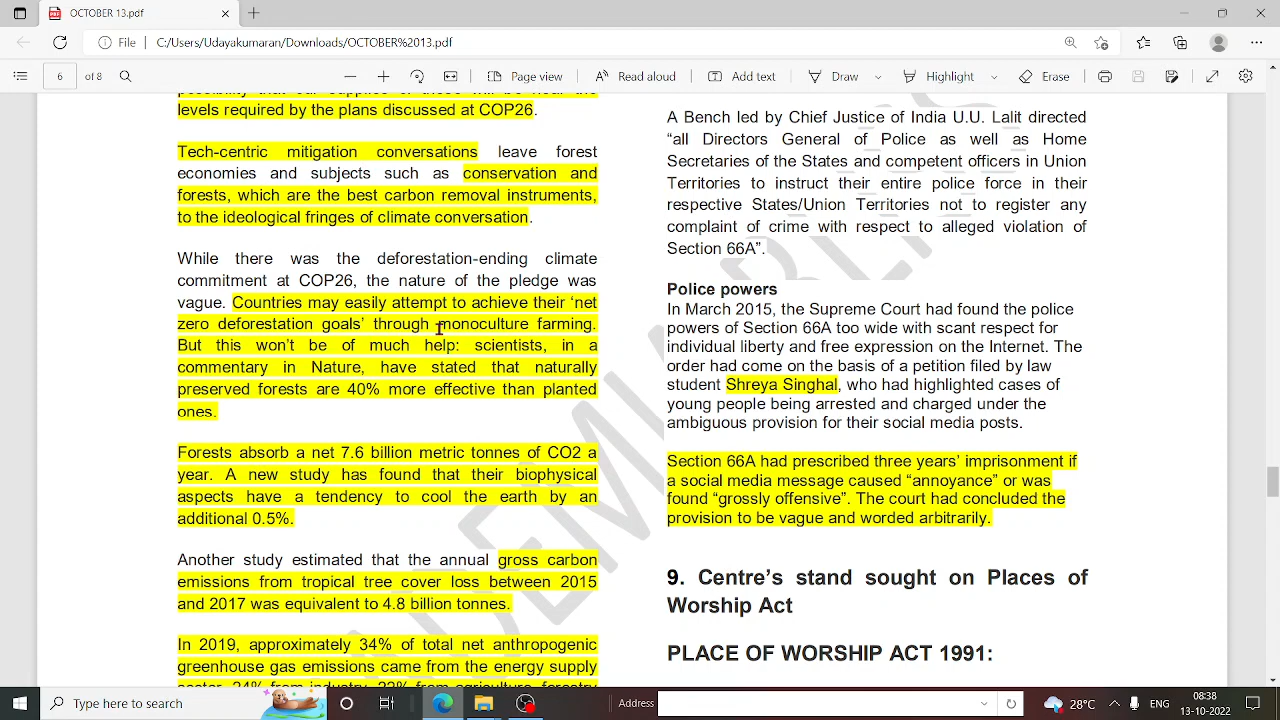 OCTOBER 13.pdf
File
C:/Users/Udayakumaran/Downloads/OCTOBER%2013.pdf
6 of 8
Page view
Read aloud
Add text
Draw
Highlight
Erase
levels required by the plans discussed at COP26.
Tech-centric mitigation conversations leave forest
economies and subjects such as conservation and
forests, which are the best carbon removal instruments,
to the ideological fringes of climate conversation.
While there was the deforestation-ending climate
commitment at COP26, the nature of the pledge was
vague. Countries may easily attempt to achieve their ‘net
zero deforestation goals’ through monoculture farming.
But this won’t be of much help: scientists, in a
commentary in Nature, have stated that naturally
preserved forests are 40% more effective than planted
ones.
Forests absorb a net 7.6 billion metric tonnes of CO2 a
year. A new study has found that their biophysical
aspects have a tendency to cool the earth by an
additional 0.5%.
Another study estimated that the annual gross carbon
emissions from tropical tree cover loss between 2015
and 2017 was equivalent to 4.8 billion tonnes.
In 2019, approximately 34% of total net anthropogenic
greenhouse gas emissions came from the energy supply
A Bench led by Chief Justice of India U.U. Lalit directed
“all Directors General of Police as well as Home
Secretaries of the States and competent officers in Union
Territories to instruct their entire police force in their
respective States/Union Territories not to register any
complaint of crime with respect to alleged violation of
Section 66A”.
Police powers
In March 2015, the Supreme Court had found the police
powers of Section 66A too wide with scant respect for
individual liberty and free expression on the Internet. The
order had come on the basis of a petition filed by law
student Shreya Singhal, who had highlighted cases of
young people being arrested and charged under the
ambiguous provision for their social media posts.
Section 66A had prescribed three years’ imprisonment if
a social media message caused “annoyance” or was
found “grossly offensive”. The court had concluded the
provision to be vague and worded arbitrarily.
9. Centre’s stand sought on Places of
Worship Act
PLACE OF WORSHIP ACT 1991:
Type here to search
Address
28°C
ENG
08:38
13-10-2022